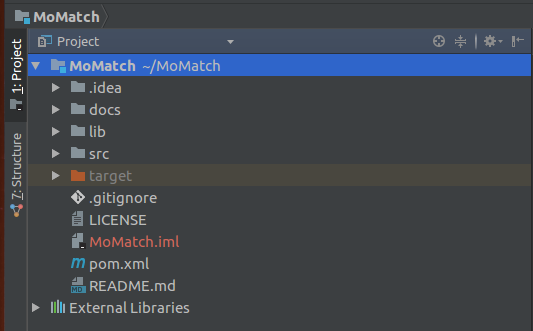 MoMatch
Project
1: Project
7: Structure
MoMatch ~/MoMatch
.idea
docs
lib
src
target
.gitignore
LICENSE
MoMatch.iml
pom.xml
README.md
External Libraries